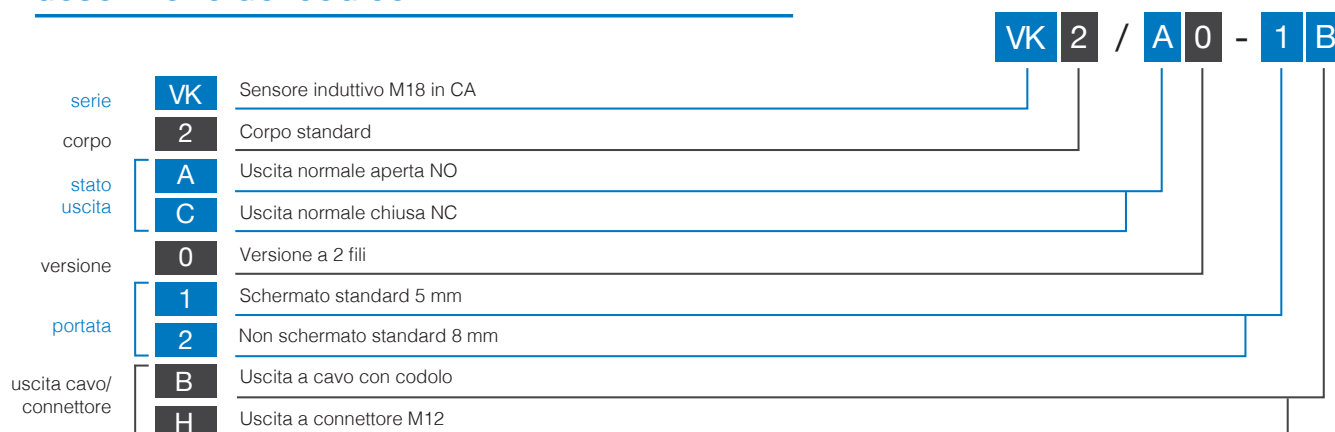 VK 2 / A 0 - 1 B
serie VK Sensore induttivo M18 in CA
corpo 2 Corpo standard
stato uscita
A Uscita normale aperta NO
C Uscita normale chiusa NC
versione 0 Versione a 2 fili
portata
1 Schermato standard 5 mm
2 Non schermato standard 8 mm
uscita cavo/
connettore
B Uscita a cavo con codolo
H Uscita a connettore M12